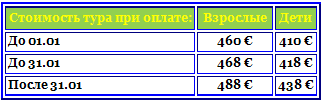 Стоимость тура при оплате: Взрослые Дети
До 01.01 460 € 410 €
До 31.01 468 € 418 €
После 31.01 488 € 438 €